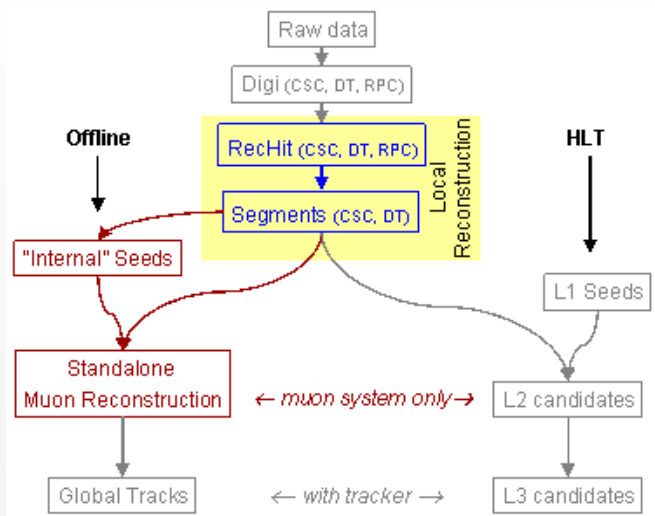 Raw data
Digi (CSC, DT, RPC)
Offline
RecHit (CSC, DT, RPC)
HLT
Segments (CSC, DT)
Local
Reconstruction
"Internal" Seeds
L1 Seeds
Standalone
Muon Reconstruction
← muon system only→
L2 candidates
Global Tracks
← with tracker →
L3 candidates